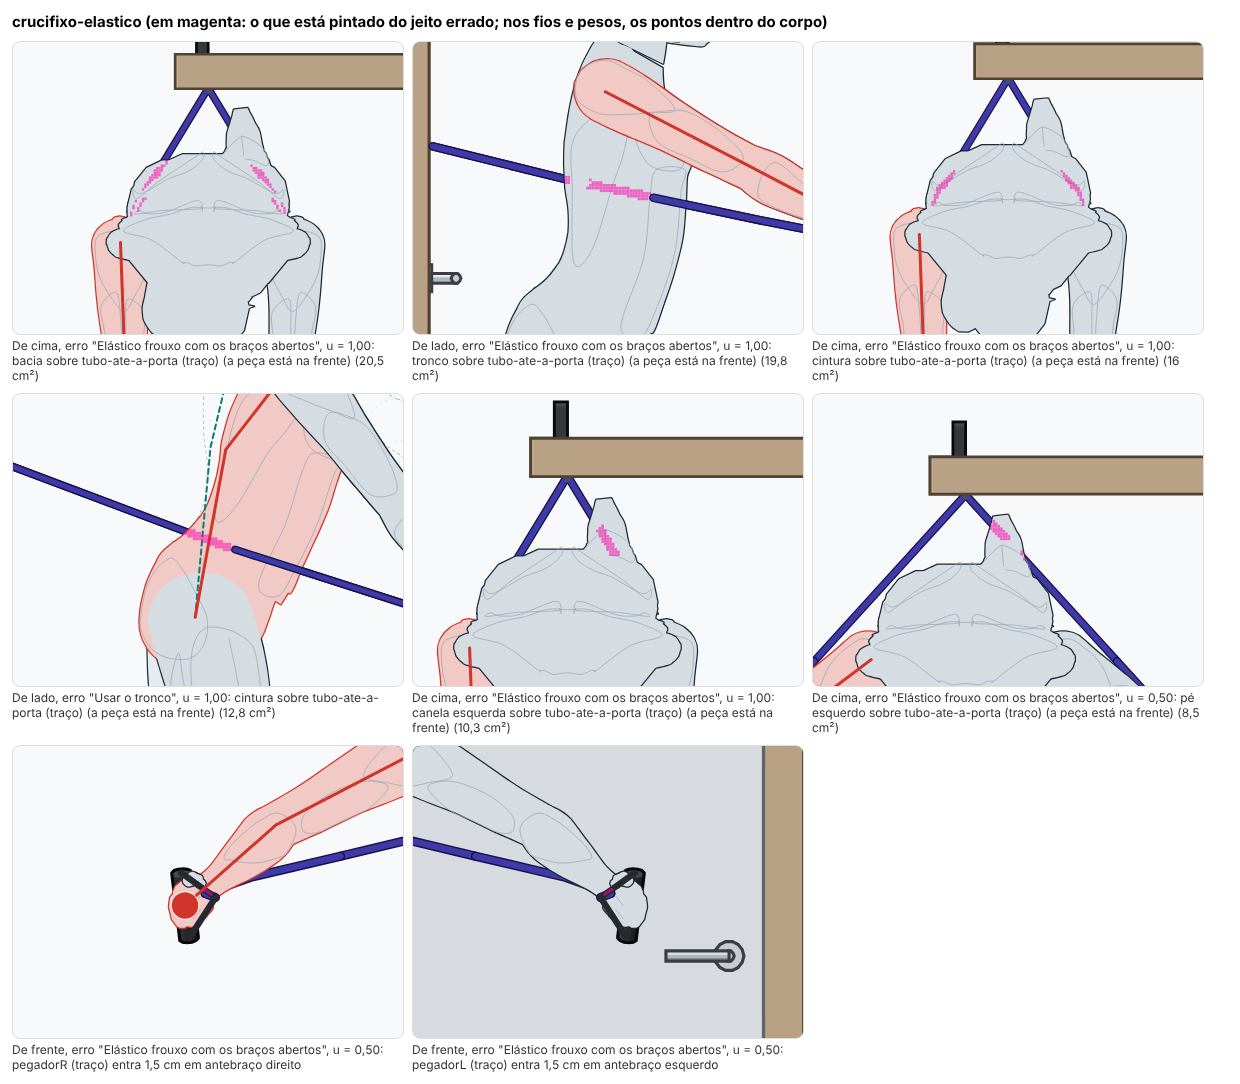 crucifixo-elastico (em magenta: o que está pintado do jeito errado; nos fios e pesos, os pontos dentro do corpo)
De cima, erro "Elástico frouxo com os braços abertos", u = 1,00:
bacia sobre tubo-ate-a-porta (traço) (a peça está na frente) (20,5
cm²)
De lado, erro "Elástico frouxo com os braços abertos", u = 1,00:
tronco sobre tubo-ate-a-porta (traço) (a peça está na frente) (19,8
cm²)
De cima, erro "Elástico frouxo com os braços abertos", u = 1,00:
cintura sobre tubo-ate-a-porta (traço) (a peça está na frente) (16
cm²)
De lado, erro "Usar o tronco", u = 1,00: cintura sobre tubo-ate-a-
porta (traço) (a peça está na frente) (12,8 cm²)
De cima, erro "Elástico frouxo com os braços abertos", u = 1,00:
canela esquerda sobre tubo-ate-a-porta (traço) (a peça está na
frente) (10,3 cm²)
De cima, erro "Elástico frouxo com os braços abertos", u = 0,50: pé
esquerdo sobre tubo-ate-a-porta (traço) (a peça está na frente) (8,5
cm²)
De frente, erro "Elástico frouxo com os braços abertos", u = 0,50:
pegadorR (traço) entra 1,5 cm em antebraço direito
De frente, erro "Elástico frouxo com os braços abertos", u = 0,50:
pegadorL (traço) entra 1,5 cm em antebraço esquerdo